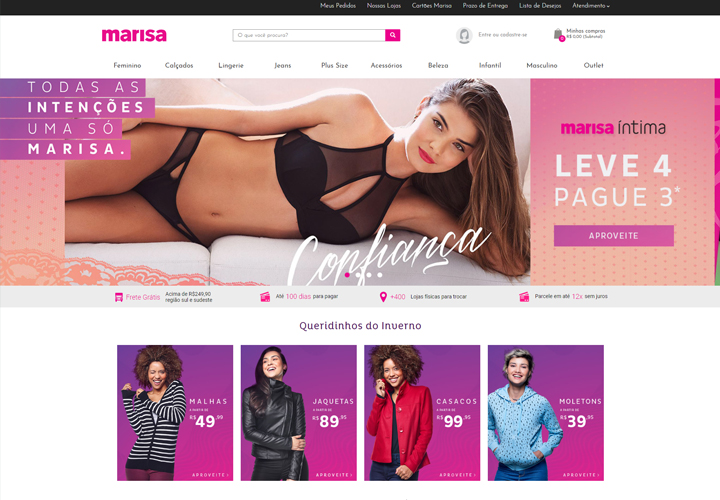 Meus Pedidos Nossas Lojas Cartões Marisa Prazo de Entrega Lista de Desejos Atendimento
marisa
O que você procura?
Entre ou cadastre-se
Minhas compras
0 R$ 0,00 (Subtotal)
Feminino Calçados Lingerie Jeans Plus Size Acessórios Beleza Infantil Masculino Outlet
TODAS AS
INTENÇÕES
UMA SÓ
MARISA.
Confiança
marisa íntima
LEVE 4
PAGUE 3*
APROVEITE
Frete Grátis Acima de R$249,90
região sul e sudeste
Até 100 dias para pagar
+400 Lojas físicas para trocar
Parcele em até 12x sem juros
Queridinhos do Inverno
MALHAS
A PARTIR DE
R$ 49,99
APROVEITE >
JAQUETAS
A PARTIR DE
R$ 89,95
APROVEITE >
CASACOS
A PARTIR DE
R$ 99,95
APROVEITE >
MOLETONS
A PARTIR DE
R$ 39,95
APROVEITE >